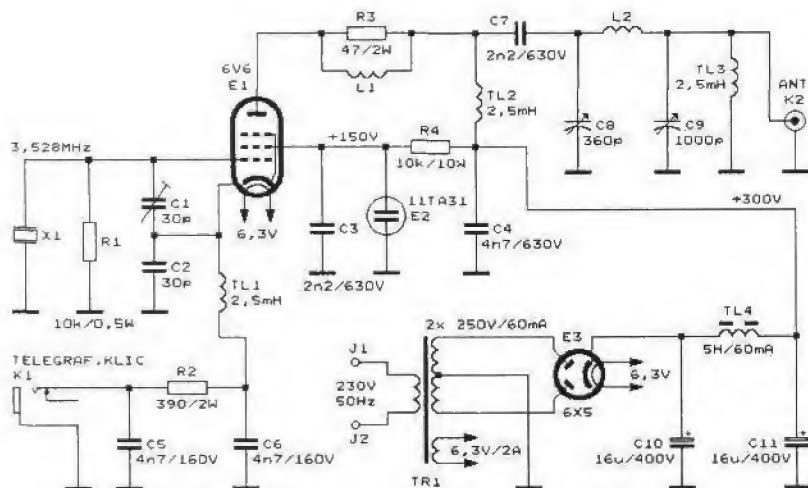 R3
47/2W
L1
C7
2n2/630V
L2
6V6
E1
TL2
2,5mH
TL3
2,5mH
ANT
K2
C8
360p
C9
1000p
+150V
R4
10k/10W
3,528MHz
C1
30p
X1
R1
C2
30p
6,3V
C3
2n2/630V
11TA31
E2
C4
4n7/630V
+300V
TL1
2,5mH
10k/0,5W
2x 250V/60mA
E3
TL4
5H/60mA
TELEGRAF.KLIC
K1
R2
390/2W
J1
230V
50Hz
J2
6,3V
6X5
C5
4n7/160V
C6
4n7/160V
6,3V/2A
TR1
C10
16u/400V
C11
16u/400V